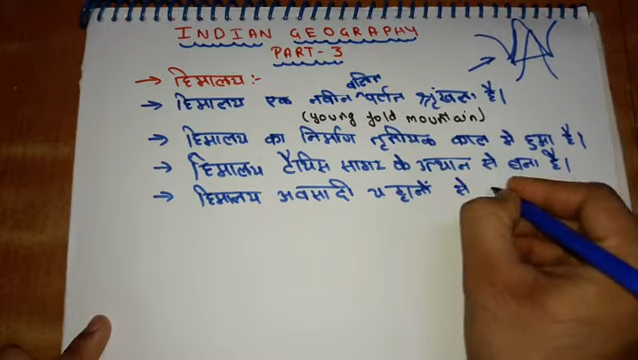 INDIAN GEOGRAPHY
PART-3
→ हिमालय :-
→ हिमालय एक नवीन वलित पर्वत श्रृंखला है।
(young fold mountain)
→ हिमालय का निर्माण तृतीयक काल मे हुआ है।
→ हिमालय टैथिस सागर के उत्थान से बना है।
→ हिमालय अवसादी चट्टानों से